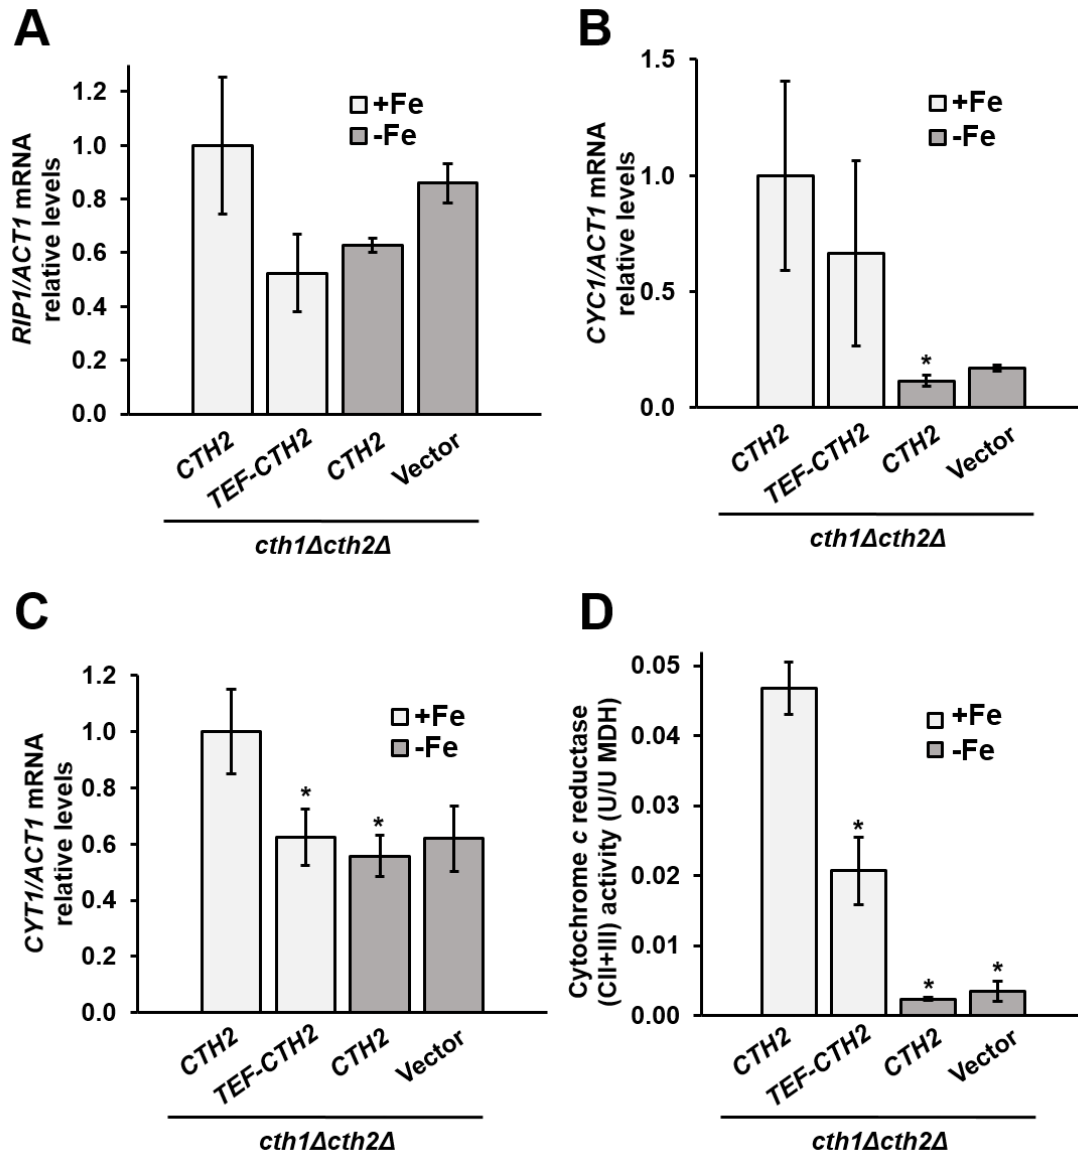 A
RIP1/ACT1 mRNA
relative levels
1.2
1.0
0.8
0.6
0.4
0.2
0.0
+Fe
-Fe
CTH2
TEF-CTH2
CTH2
Vector
cth1Δcth2Δ
B
CYC1/ACT1 mRNA
relative levels
1.5
1.0
0.5
0.0
+Fe
-Fe
*
CTH2
TEF-CTH2
CTH2
Vector
cth1Δcth2Δ
C
CYT1/ACT1 mRNA
relative levels
1.2
1.0
0.8
0.6
0.4
0.2
0.0
+Fe
-Fe
*
*
CTH2
TEF-CTH2
CTH2
Vector
cth1Δcth2Δ
D
Cytochrome c reductase
(CII+III) activity (U/U MDH)
0.05
0.04
0.03
0.02
0.01
0.00
+Fe
-Fe
*
*
*
CTH2
TEF-CTH2
CTH2
Vector
cth1Δcth2Δ